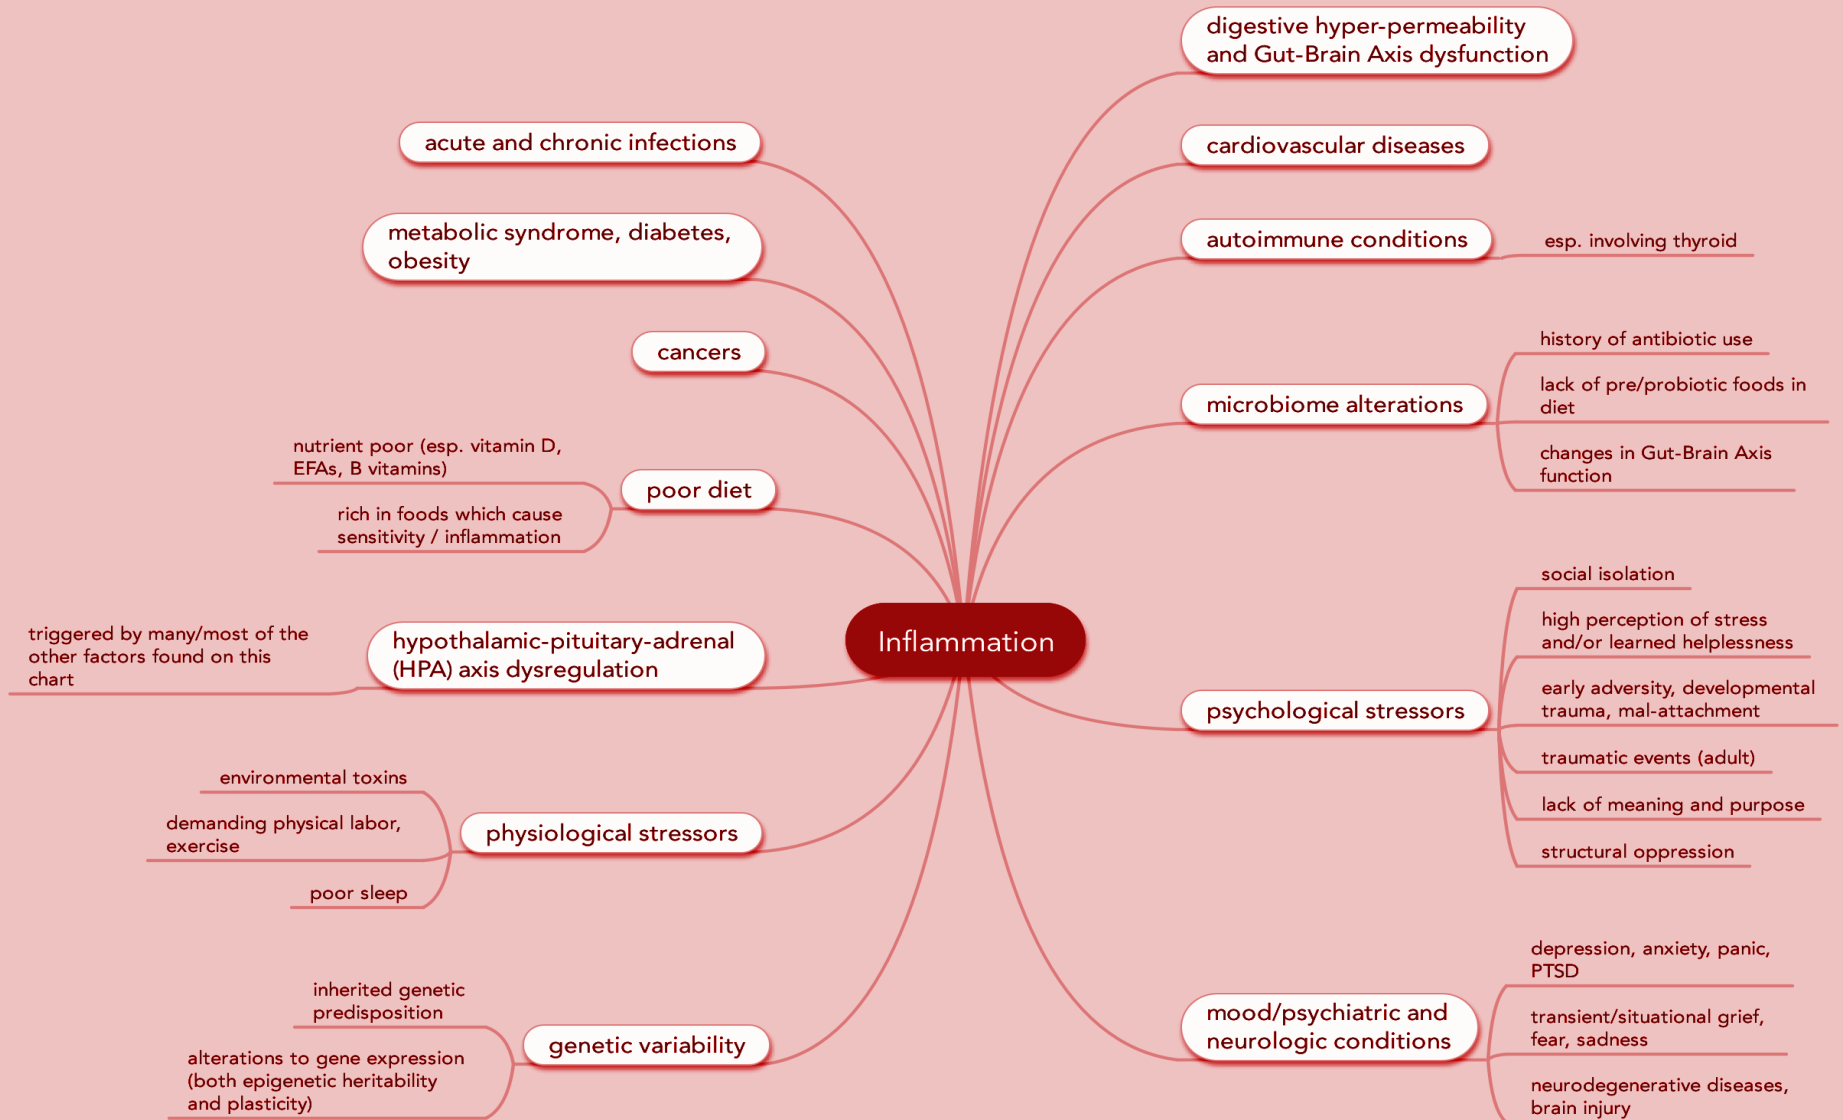 digestive hyper-permeability
and Gut-Brain Axis dysfunction
cardiovascular diseases
autoimmune conditions
esp. involving thyroid
microbiome alterations
history of antibiotic use
lack of pre/probiotic foods in
diet
changes in Gut-Brain Axis
function
psychological stressors
social isolation
high perception of stress
and/or learned helplessness
early adversity, developmental
trauma, mal-attachment
traumatic events (adult)
lack of meaning and purpose
structural oppression
mood/psychiatric and
neurologic conditions
depression, anxiety, panic,
PTSD
transient/situational grief,
fear, sadness
neurodegenerative diseases,
brain injury
Inflammation
acute and chronic infections
metabolic syndrome, diabetes,
obesity
cancers
poor diet
nutrient poor (esp. vitamin D,
EFAs, B vitamins)
rich in foods which cause
sensitivity / inflammation
hypothalamic-pituitary-adrenal
(HPA) axis dysregulation
triggered by many/most of the
other factors found on this
chart
physiological stressors
environmental toxins
demanding physical labor,
exercise
poor sleep
genetic variability
inherited genetic
predisposition
alterations to gene expression
(both epigenetic heritability
and plasticity)